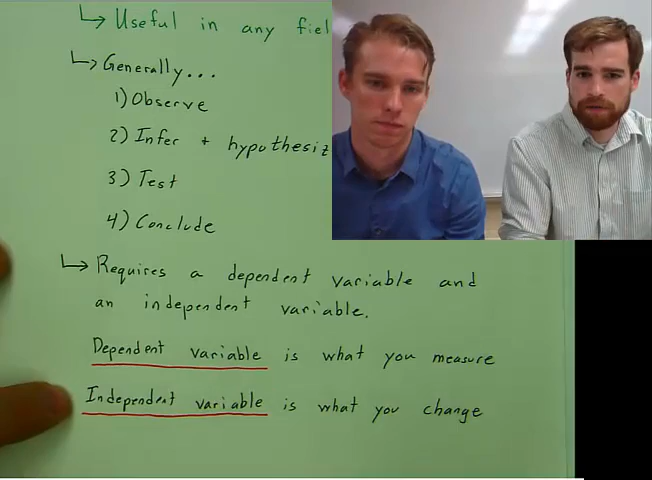 ↳ Useful in any fiel
↳ Generally...
1) Observe
2) Infer + hypothesiz
3) Test
4) Conclude
↳ Requires a dependent variable and
an independent variable.
Dependent variable is what you measure
Independent variable is what you change